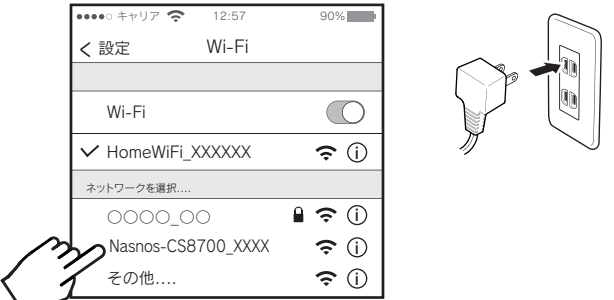 ●●●●○ キャリア 12:57 90%
< 設定 Wi-Fi
Wi-Fi
✓ HomeWiFi_XXXXXX
ネットワークを選択....
○○○○_○○
Nasnos-CS8700_XXXX
その他....